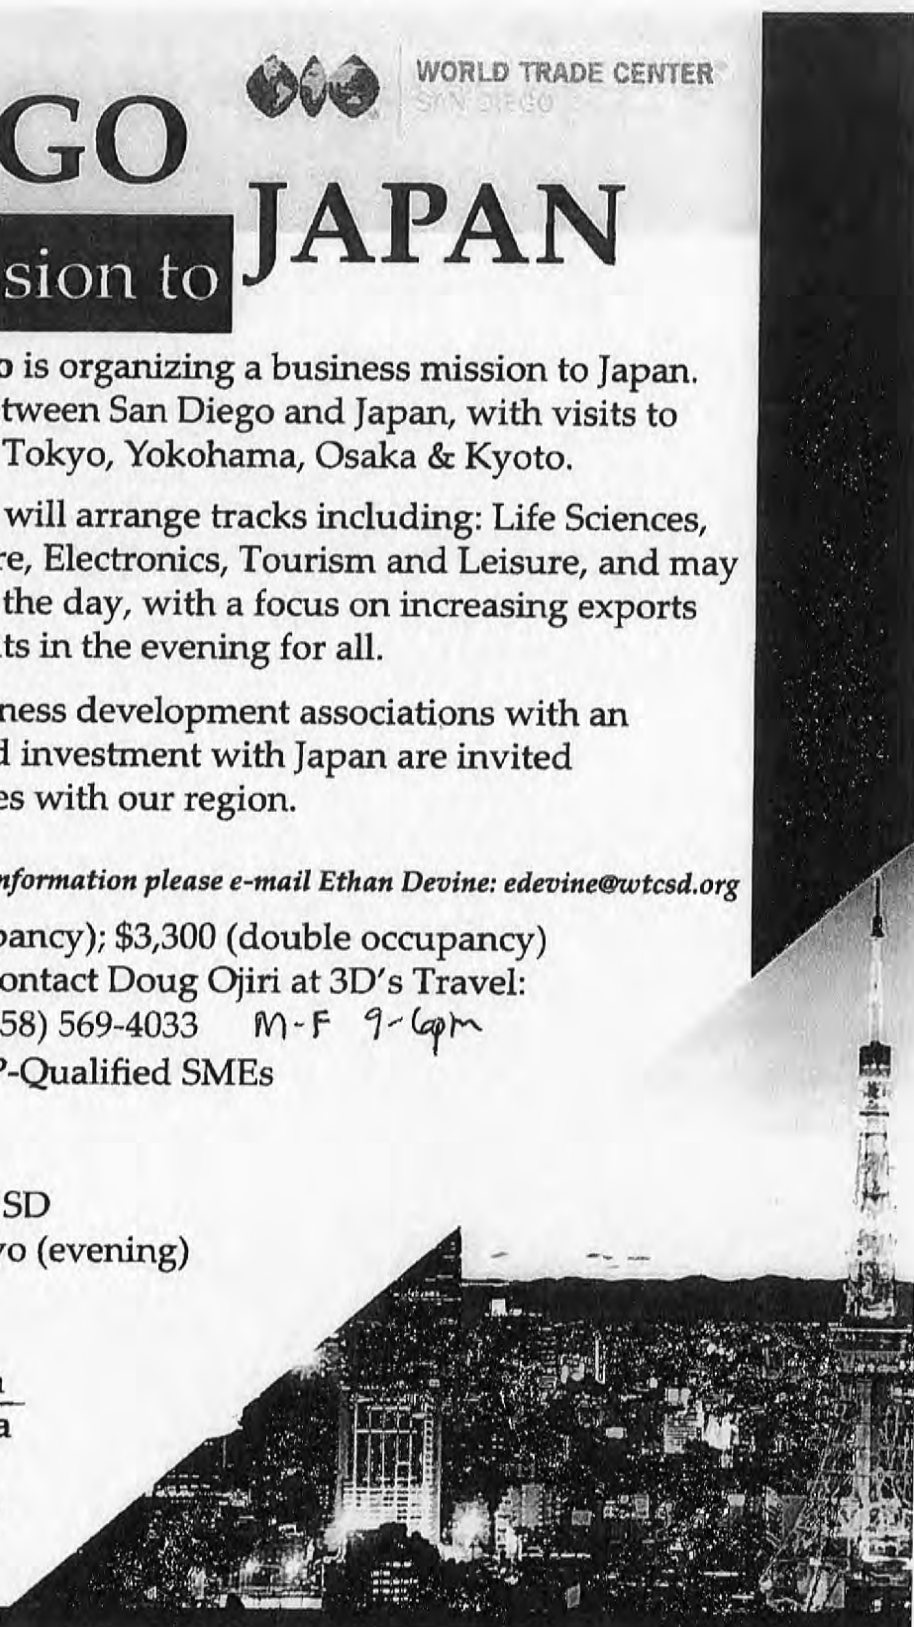 WORLD TRADE CENTER
SAN DIEGO
GO
JAPAN
sion to
o is organizing a business mission to Japan.
tween San Diego and Japan, with visits to
Tokyo, Yokohama, Osaka & Kyoto.
will arrange tracks including: Life Sciences,
re, Electronics, Tourism and Leisure, and may
the day, with a focus on increasing exports
ts in the evening for all.
ness development associations with an
d investment with Japan are invited
es with our region.
nformation please e-mail Ethan Devine: edevine@wtcsd.org
pancy); $3,300 (double occupancy)
ontact Doug Ojiri at 3D's Travel:
58) 569-4033 M-F 9-6pm
P-Qualified SMEs
SD
yo (evening)
a